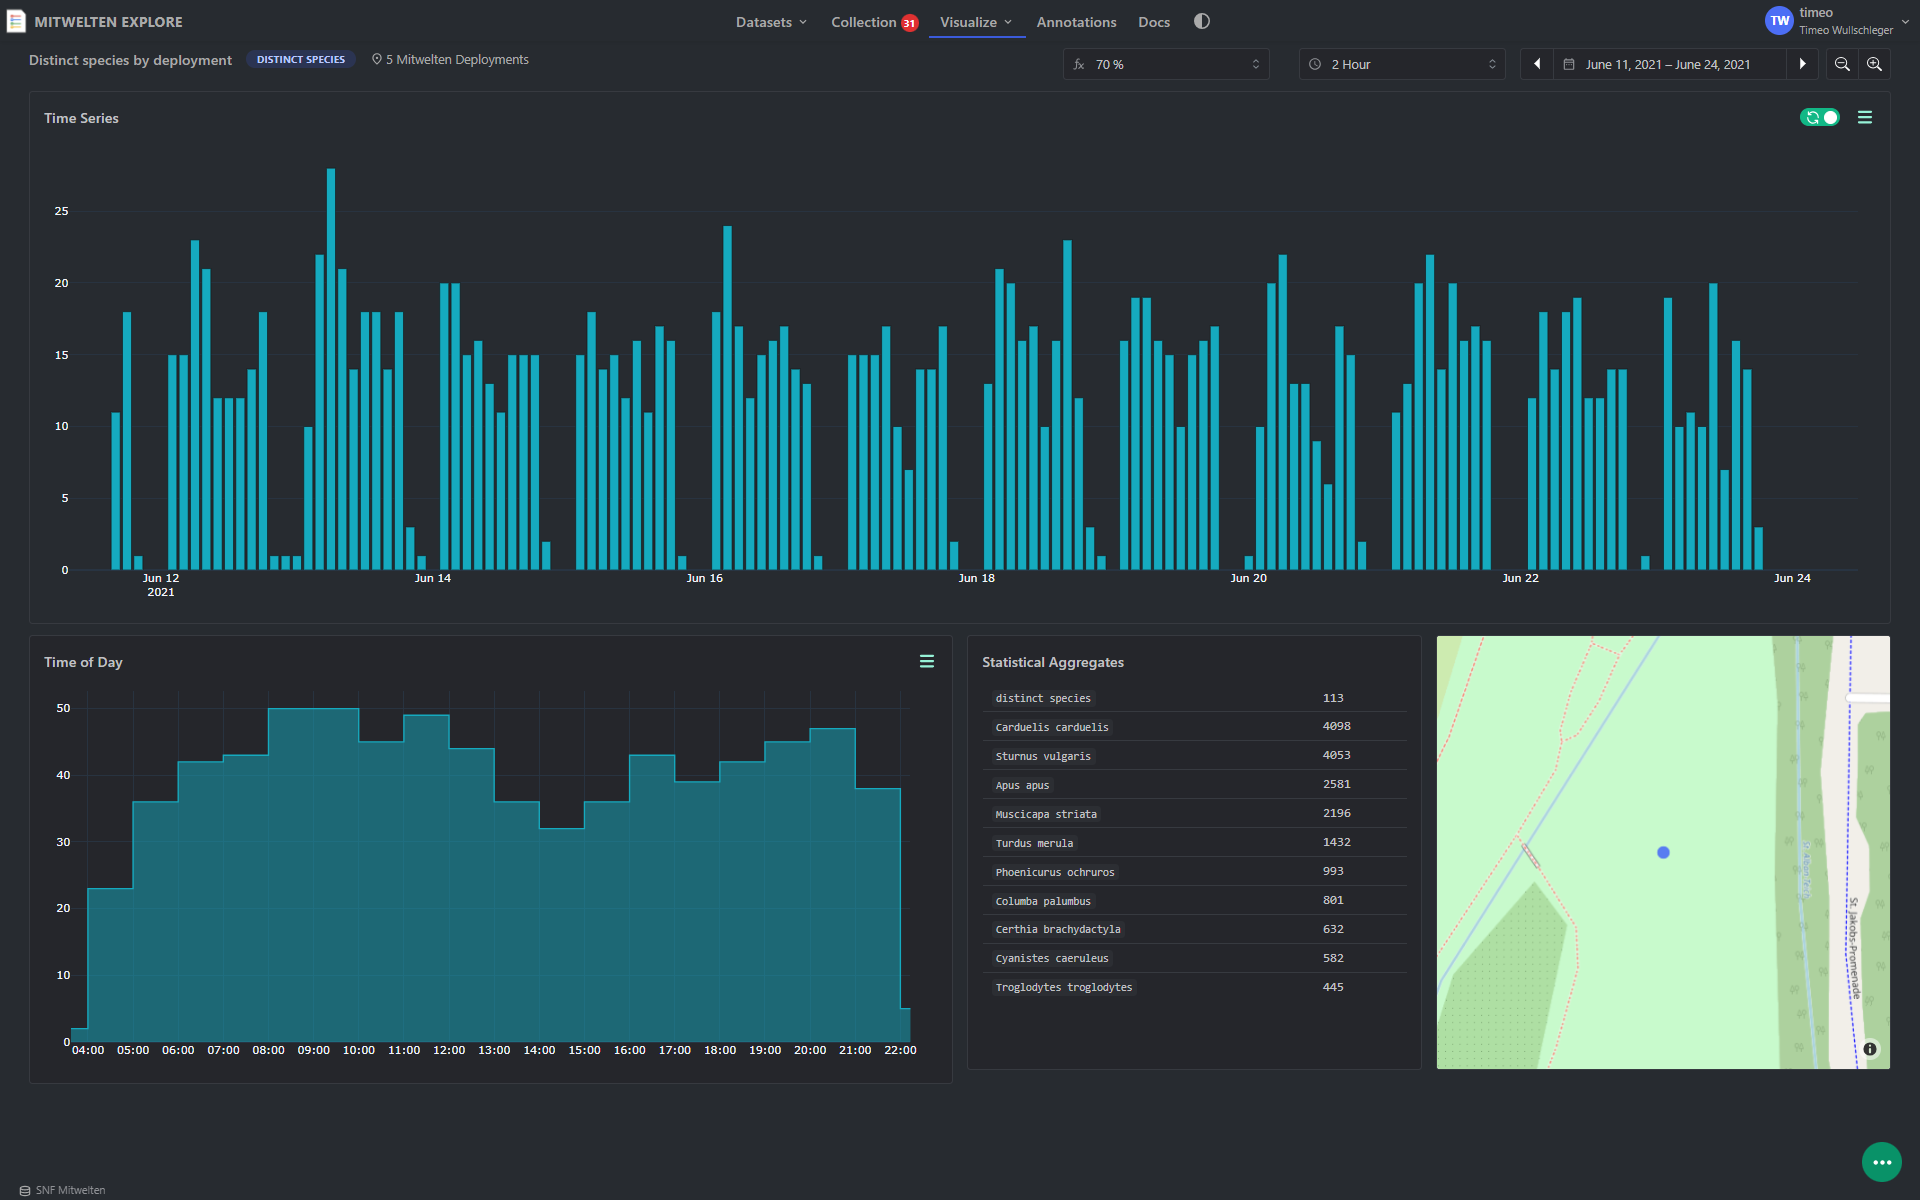 MITWELTEN EXPLORE
Datasets
Collection 31
Visualize
Annotations
Docs
TW
timeo
Timeo Wullschleger
Distinct species by deployment
DISTINCT SPECIES
5 Mitwelten Deployments
fx 70 %
2 Hour
June 11, 2021 – June 24, 2021
Time Series
25
20
15
10
5
0
Jun 12
2021
Jun 14
Jun 16
Jun 18
Jun 20
Jun 22
Jun 24
Time of Day
50
40
30
20
10
0
04:00 05:00 06:00 07:00 08:00 09:00 10:00 11:00 12:00 13:00 14:00 15:00 16:00 17:00 18:00 19:00 20:00 21:00 22:00
Statistical Aggregates
distinct species 113
Carduelis carduelis 4098
Sturnus vulgaris 4053
Apus apus 2581
Muscicapa striata 2196
Turdus merula 1432
Phoenicurus ochruros 993
Columba palumbus 801
Certhia brachydactyla 632
Cyanistes caeruleus 582
Troglodytes troglodytes 445
St. Jakobs-Promenade
SNF Mitwelten